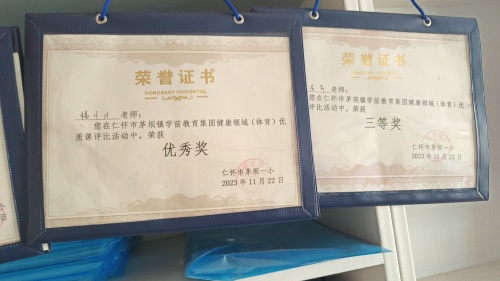 荣誉证书
HONORARY CREDENTIAL
老师:
您在仁怀市茅坝镇学前教育集团健康领域（体育）优
质课评比活动中，荣获
优秀奖
仁怀市茅坝一小
2023年11月22日
荣誉证书
HONORARY CREDENTIAL
老师:
您在仁怀市茅坝镇学前教育集团健康领域（体育）优
评比活动中，荣获
三等奖
仁怀市茅坝一小
2023年11月22日